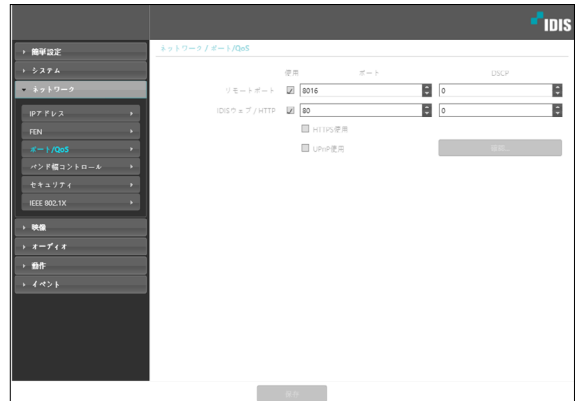 IDIS
簡単設定
システム
ネットワーク
IPアドレス
FEN
ポート/QoS
バンド幅コントロール
セキュリティ
IEEE 802.1X
映像
オーディオ
動作
イベント
ネットワーク / ポート/QoS
使用 ポート DSCP
リモートポート 8016 0
IDISウェブ / HTTP 80 0
HTTPS使用
UPnP使用
保存